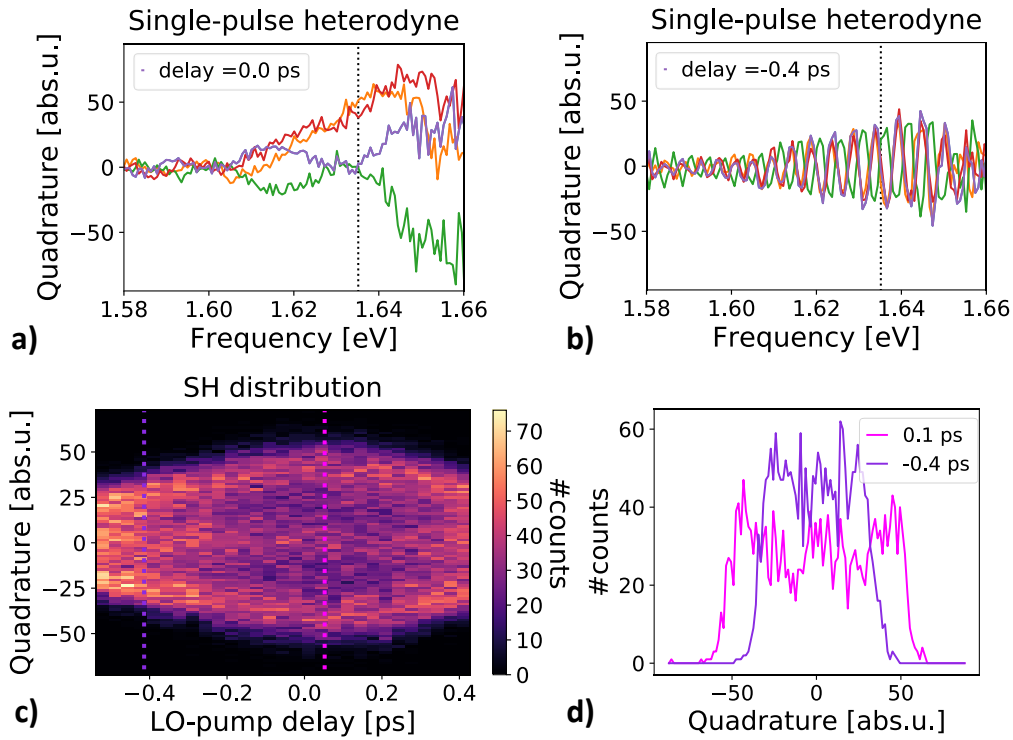 Single-pulse heterodyne
delay =0.0 ps
Quadrature [abs.u.]
50
0
−50
1.58
1.60
1.62
1.64
1.66
Frequency [eV]
a)
Single-pulse heterodyne
delay =-0.4 ps
Quadrature [abs.u.]
50
0
−50
1.58
1.60
1.62
1.64
1.66
Frequency [eV]
b)
SH distribution
Quadrature [abs.u.]
50
25
0
−25
−50
−0.4
−0.2
0.0
0.2
0.4
LO-pump delay [ps]
70
60
50
40
30
20
10
0
#counts
c)
0.1 ps
-0.4 ps
#counts
60
40
20
0
−50
0
50
Quadrature [abs.u.]
d)